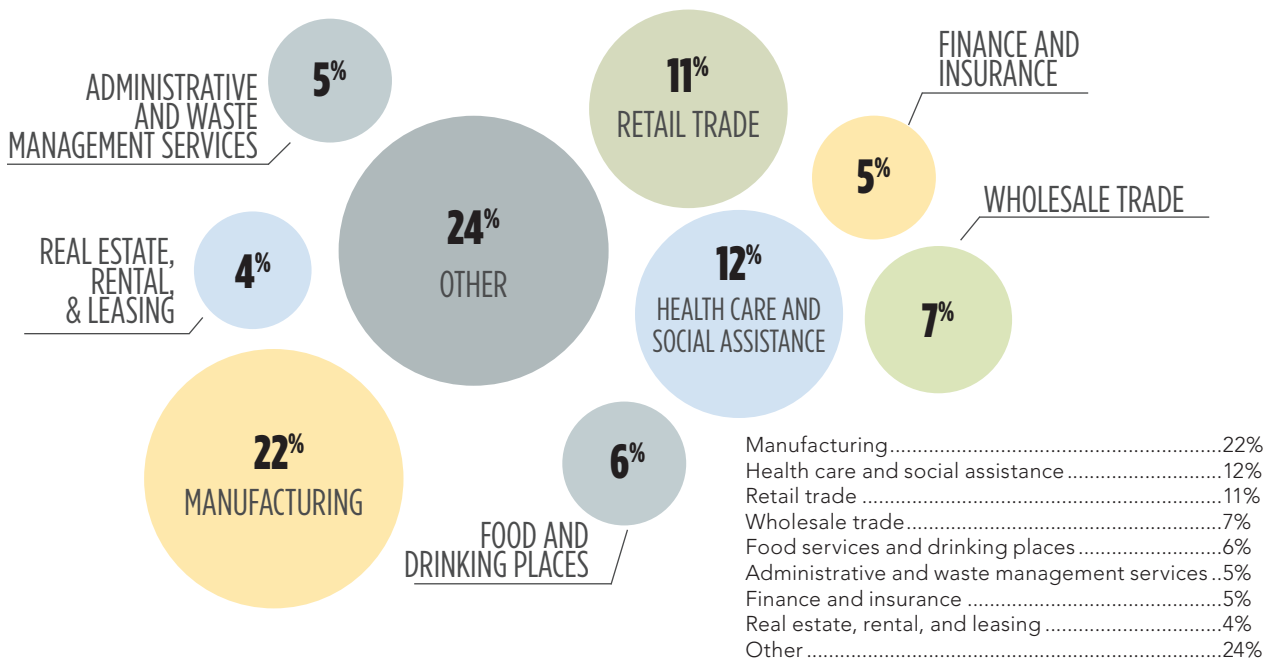 5%
ADMINISTRATIVE
AND WASTE
MANAGEMENT SERVICES
11%
RETAIL TRADE
FINANCE AND
INSURANCE
5%
24%
OTHER
WHOLESALE TRADE
7%
REAL ESTATE,
RENTAL,
& LEASING
4%
12%
HEALTH CARE AND
SOCIAL ASSISTANCE
22%
MANUFACTURING
6%
FOOD AND
DRINKING PLACES
Manufacturing..........................................................22%
Health care and social assistance...........................12%
Retail trade ..............................................................11%
Wholesale trade.......................................................7%
Food services and drinking places .........................6%
Administrative and waste management services ..5%
Finance and insurance ............................................5%
Real estate, rental, and leasing ...............................4%
Other ........................................................................24%